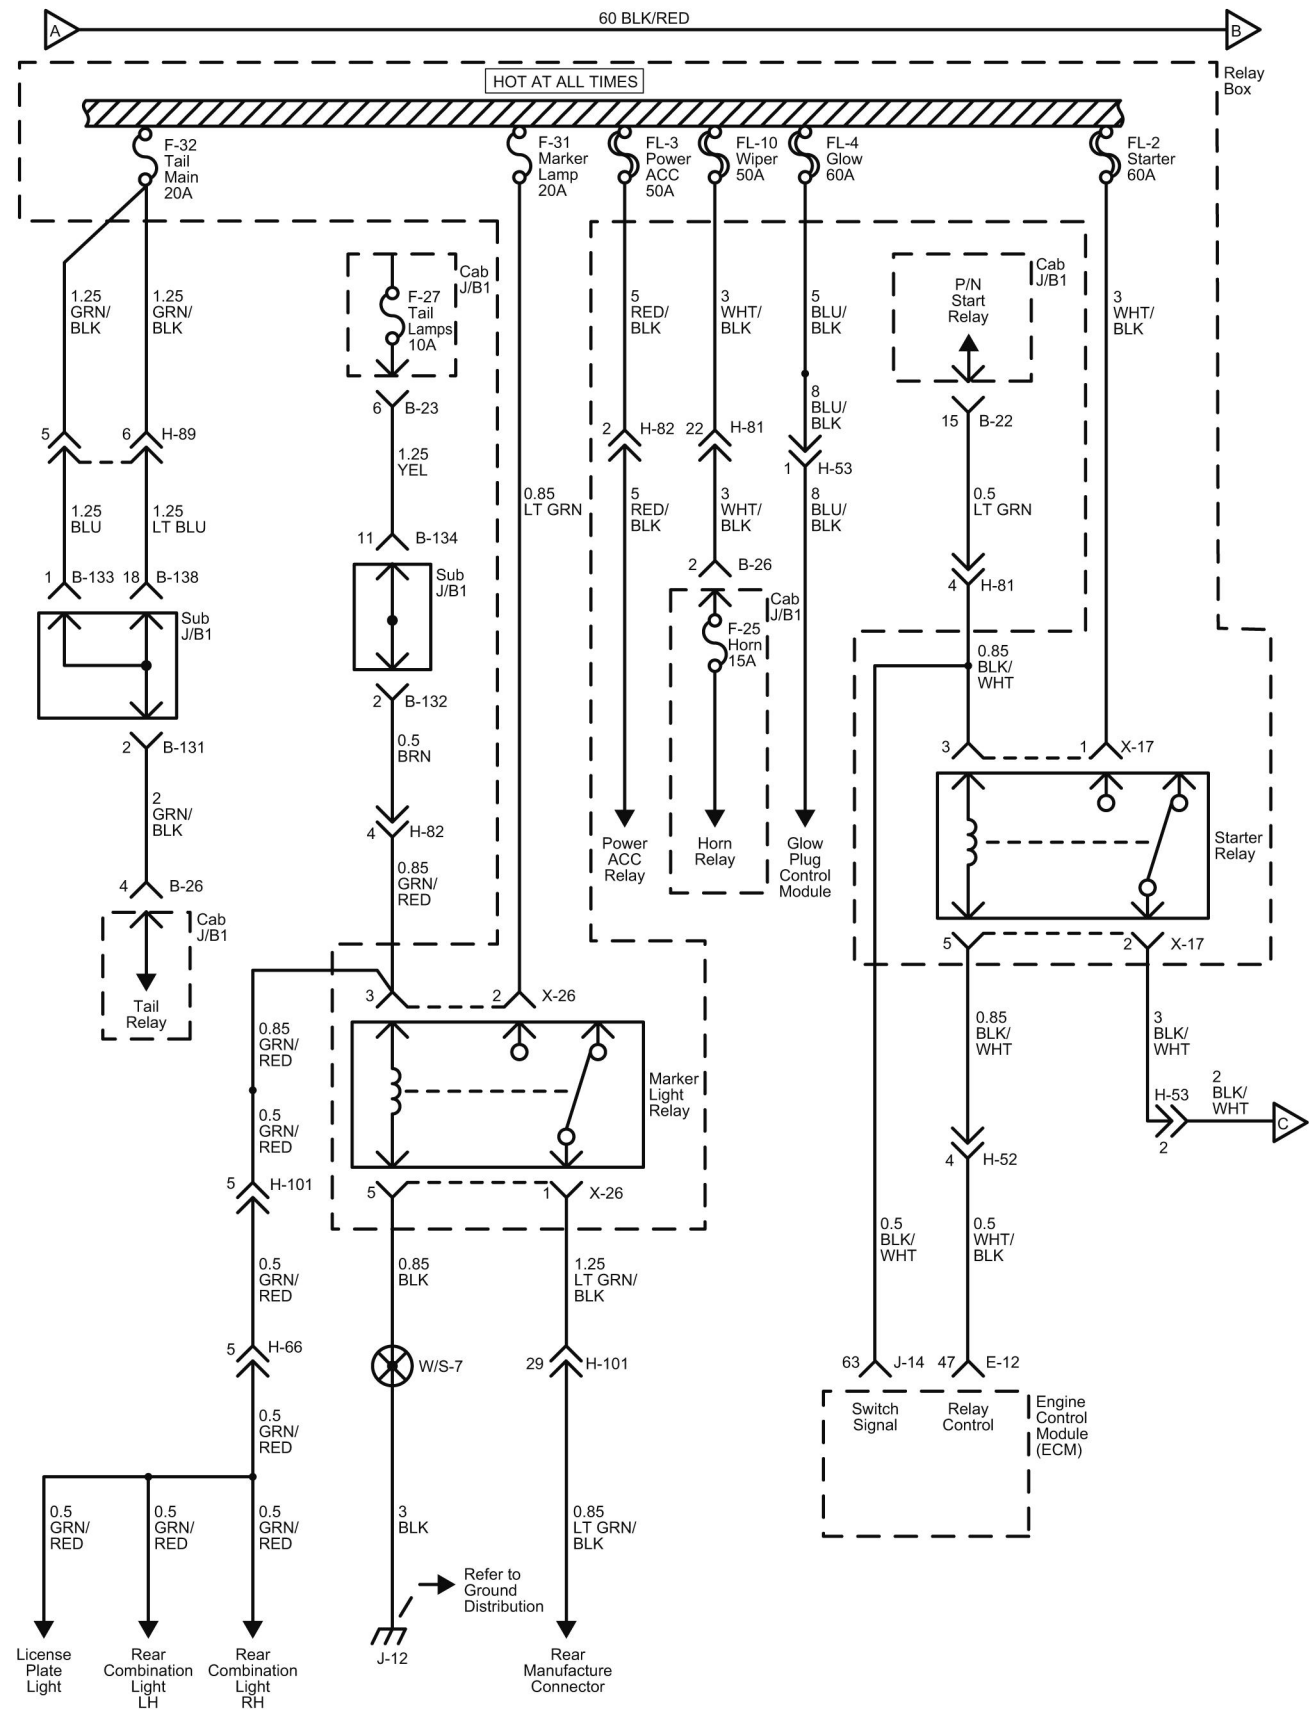 A
60 BLK/RED
B
HOT AT ALL TIMES
Relay
Box
F-32
Tail
Main
20A
F-31
Marker
Lamp
20A
FL-3
Power
ACC
50A
FL-10
Wiper
50A
FL-4
Glow
60A
FL-2
Starter
60A
1.25
GRN/
BLK
1.25
GRN/
BLK
F-27
Tail
Lamps
10A
Cab
J/B1
5
RED/
BLK
3
WHT/
BLK
5
BLU/
BLK
P/N
Start
Relay
Cab
J/B1
3
WHT/
BLK
8
BLU/
BLK
6
B-23
15
B-22
5
6
H-89
2
H-82
22
H-81
1
H-53
1.25
YEL
1.25
BLU
1.25
LT BLU
0.85
LT GRN
5
RED/
BLK
3
WHT/
BLK
8
BLU/
BLK
0.5
LT GRN
11
B-134
1
B-133
18
B-138
2
B-26
4
H-81
Sub
J/B1
Sub
J/B1
F-25
Horn
15A
Cab
J/B1
0.85
BLK/
WHT
2
B-132
2
B-131
0.5
BRN
3
1
X-17
2
GRN/
BLK
4
H-82
Power
ACC
Relay
Horn
Relay
Glow
Plug
Control
Module
Starter
Relay
0.85
GRN/
RED
4
B-26
Cab
J/B1
Tail
Relay
5
2
X-17
3
2
X-26
0.85
GRN/
RED
0.85
BLK/
WHT
3
BLK/
WHT
Marker
Light
Relay
H-53
2
2
BLK/
WHT
C
0.5
GRN/
RED
4
H-52
5
H-101
5
1
X-26
0.5
GRN/
RED
0.85
BLK
1.25
LT GRN/
BLK
0.5
BLK/
WHT
0.5
WHT/
BLK
5
H-66
W/S-7
29
H-101
63
J-14
47
E-12
Switch
Signal
Relay
Control
Engine
Control
Module
(ECM)
0.5
GRN/
RED
0.5
GRN/
RED
0.5
GRN/
RED
0.5
GRN/
RED
3
BLK
0.85
LT GRN/
BLK
Refer to
Ground
Distribution
J-12
License
Plate
Light
Rear
Combination
Light
LH
Rear
Combination
Light
RH
Rear
Manufacture
Connector